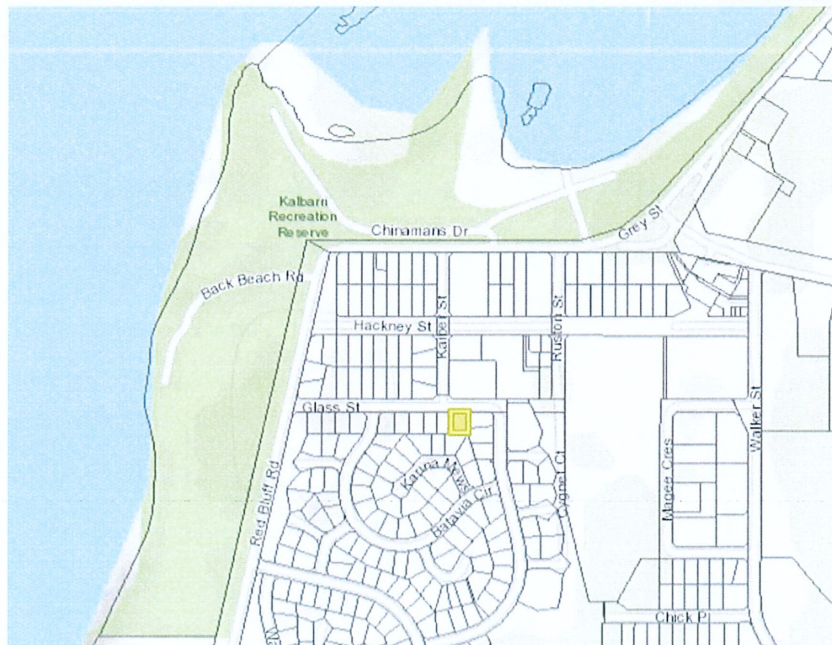 Kalbarri
Recreation
Reserve
Chinamans Dr
Grey St
Back Beach Rd
Hackney St
Kaiber St
Ruston St
Glass St
Karina Mews
Batavia Cir
Cygnet Ct
Magee Cres
Walker St
Red Bluff Rd
Chick Pl